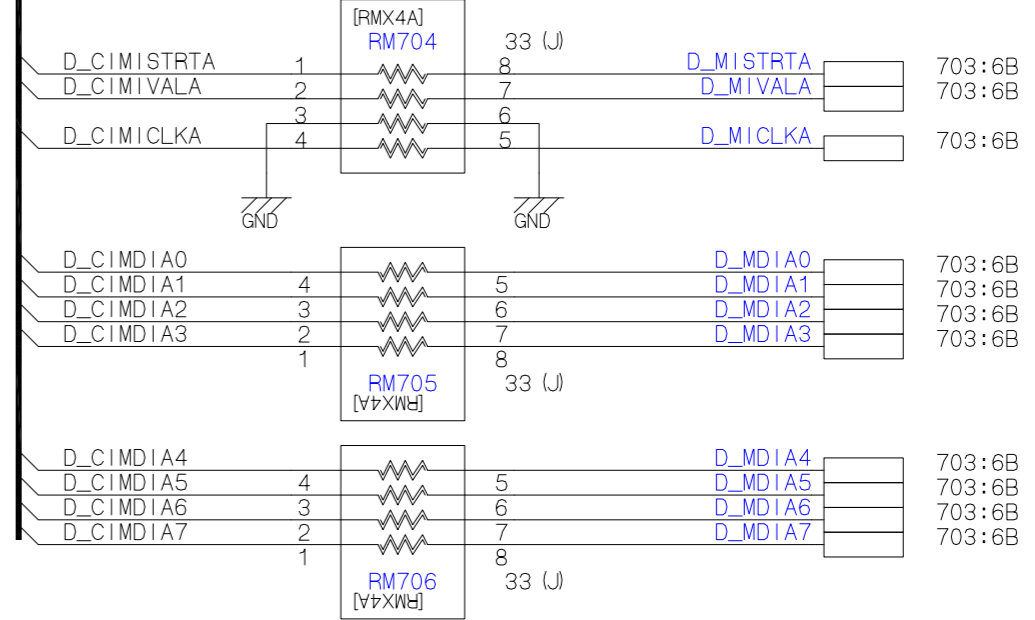 [RMX4A]
RM704 33 (J)
D_CIMISTRTA 1 8 D_MISTRTA 703:6B
D_CIMIVALA 2 7 D_MIVALA 703:6B
3 6
D_CIMICLKA 4 5 D_MICLKA 703:6B
GND GND
D_CIMDIA0 D_MDIA0 703:6B
D_CIMDIA1 4 5 D_MDIA1 703:6B
D_CIMDIA2 3 6 D_MDIA2 703:6B
D_CIMDIA3 2 7 D_MDIA3 703:6B
1 8
RM705 33 (J)
[RMX4A]
D_CIMDIA4 D_MDIA4 703:6B
D_CIMDIA5 4 5 D_MDIA5 703:6B
D_CIMDIA6 3 6 D_MDIA6 703:6B
D_CIMDIA7 2 7 D_MDIA7 703:6B
1 8
RM706 33 (J)
[RMX4A]